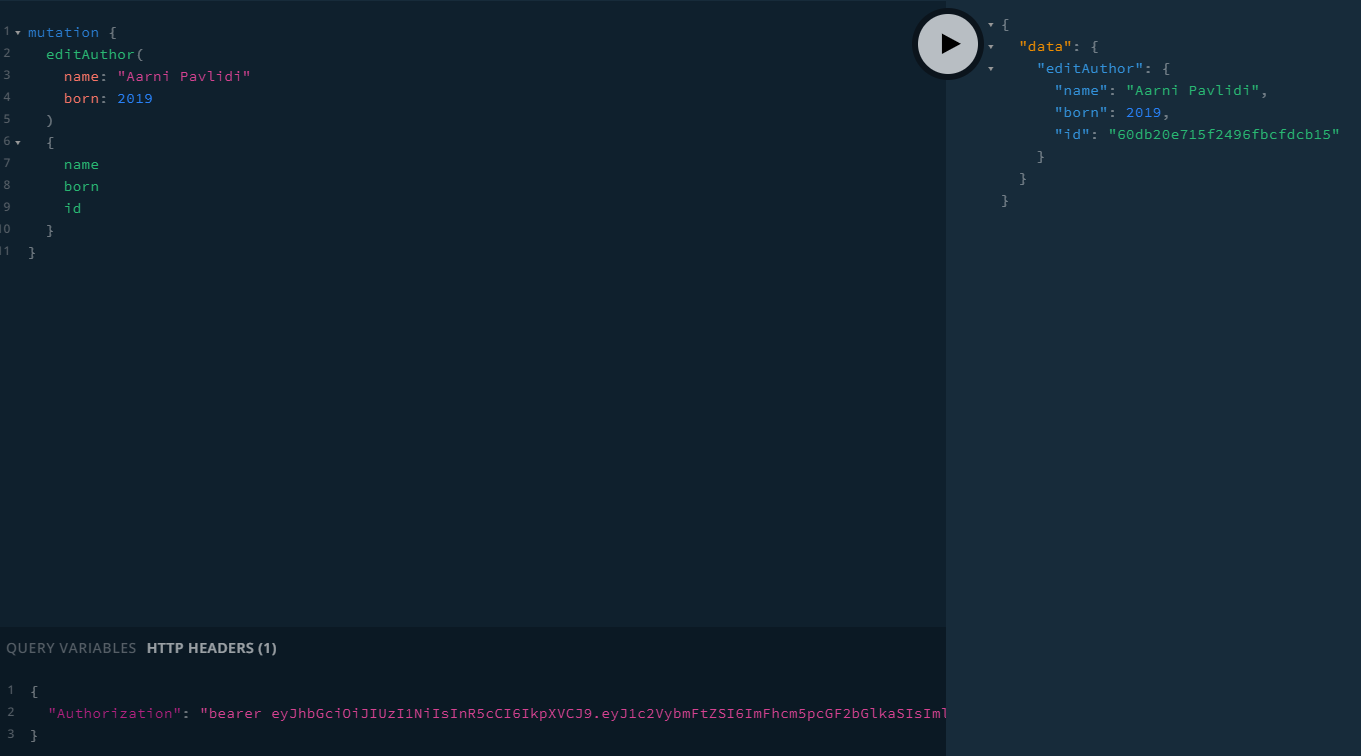 1 mutation {
2 editAuthor(
3 name: "Aarni Pavlidi"
4 born: 2019
5 )
6 {
7 name
8 born
9 id
10 }
11 }
{
"data": {
"editAuthor": {
"name": "Aarni Pavlidi",
"born": 2019,
"id": "60db20e715f2496fbcfdcb15"
}
}
}
QUERY VARIABLES HTTP HEADERS (1)
1 {
2 "Authorization": "bearer eyJhbGciOiJIUzI1NiIsInR5cCI6IkpXVCJ9.eyJ1c2VybmFtZSI6ImFhcm5pcGF2bGlkaSIsIml
3 }